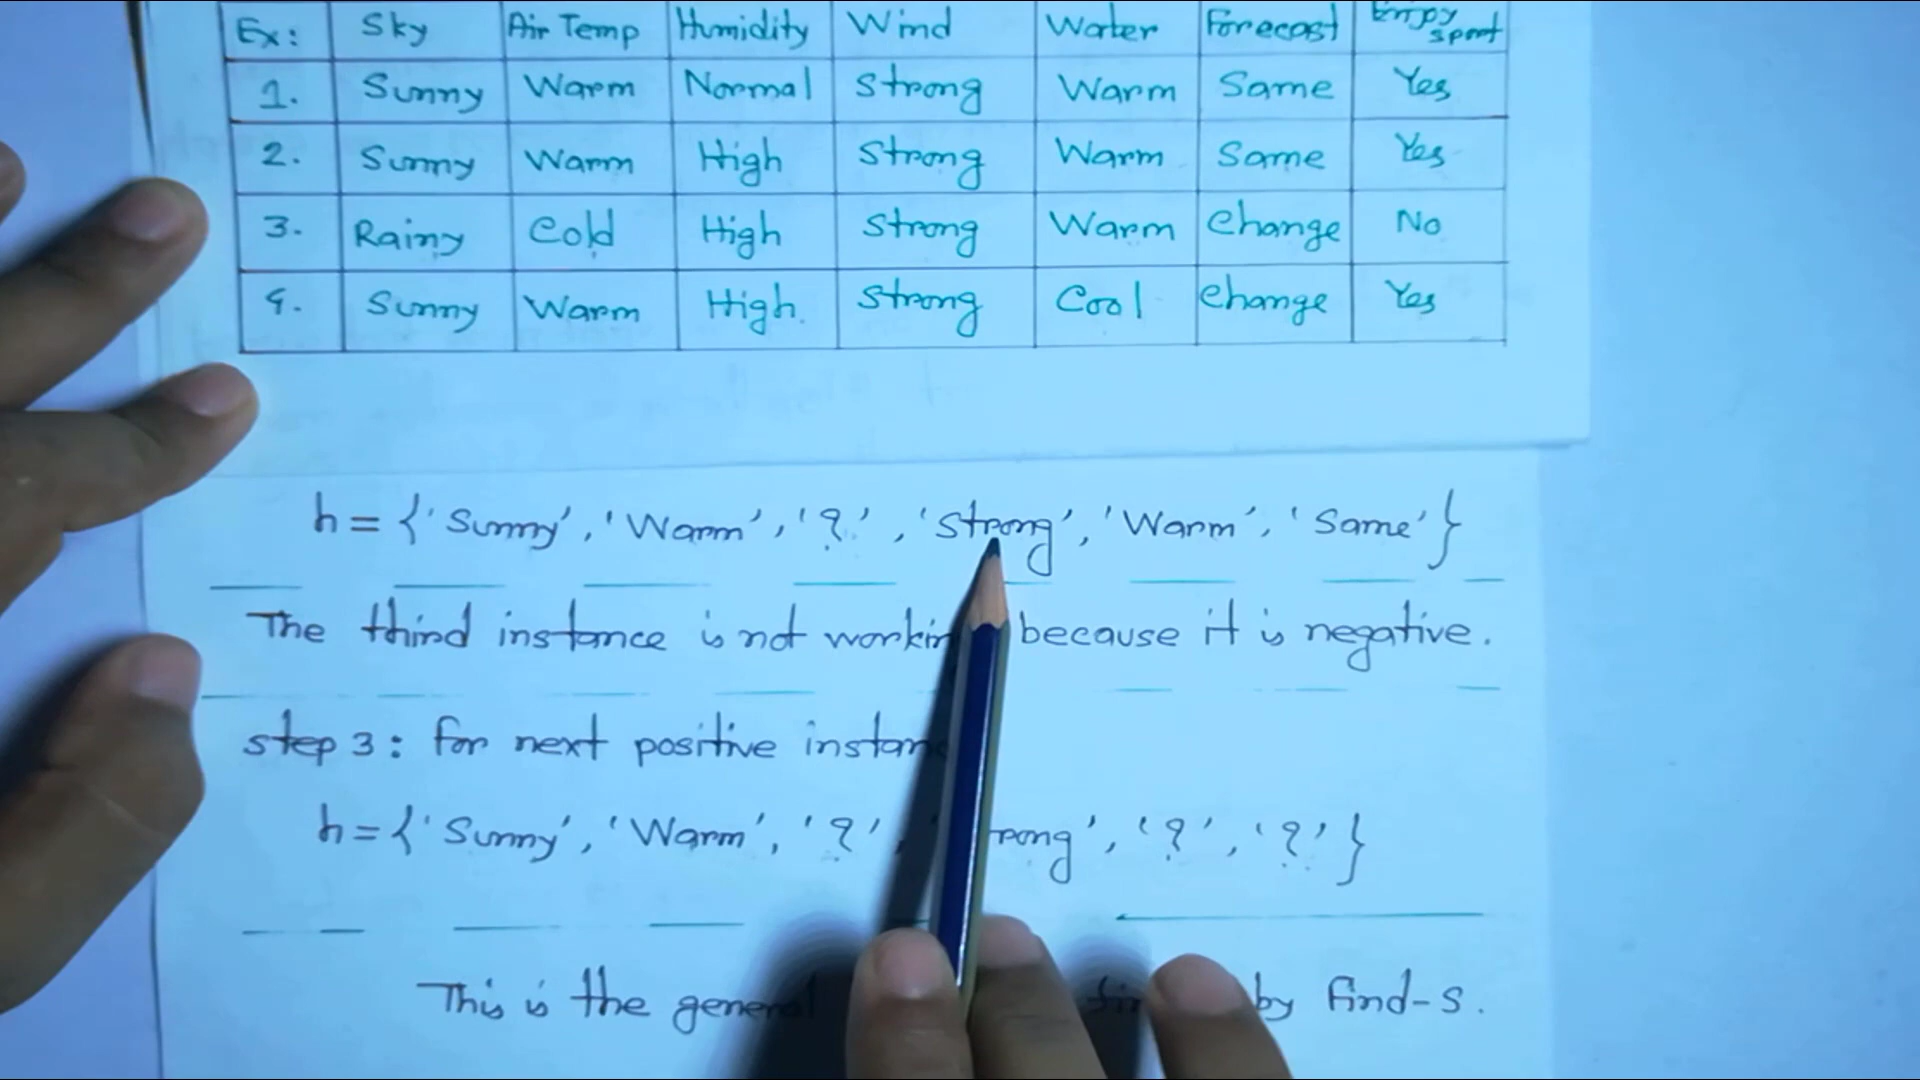 Ex: Sky Air Temp Humidity Wind Water Forecast Enjoy sport
1. Sunny Warm Normal Strong Warm Same Yes
2. Sunny Warm High Strong Warm Same Yes
3. Rainy Cold High Strong Warm Change No
4. Sunny Warm High Strong Cool Change Yes
h = {'Sunny', 'Warm', '?', 'Strong', 'Warm', 'Same'}
The third instance is not because it is negative.
step 3: for next positive
h = {'Sunny', 'Warm', '?', '?', '?'}
This is the by find-s.